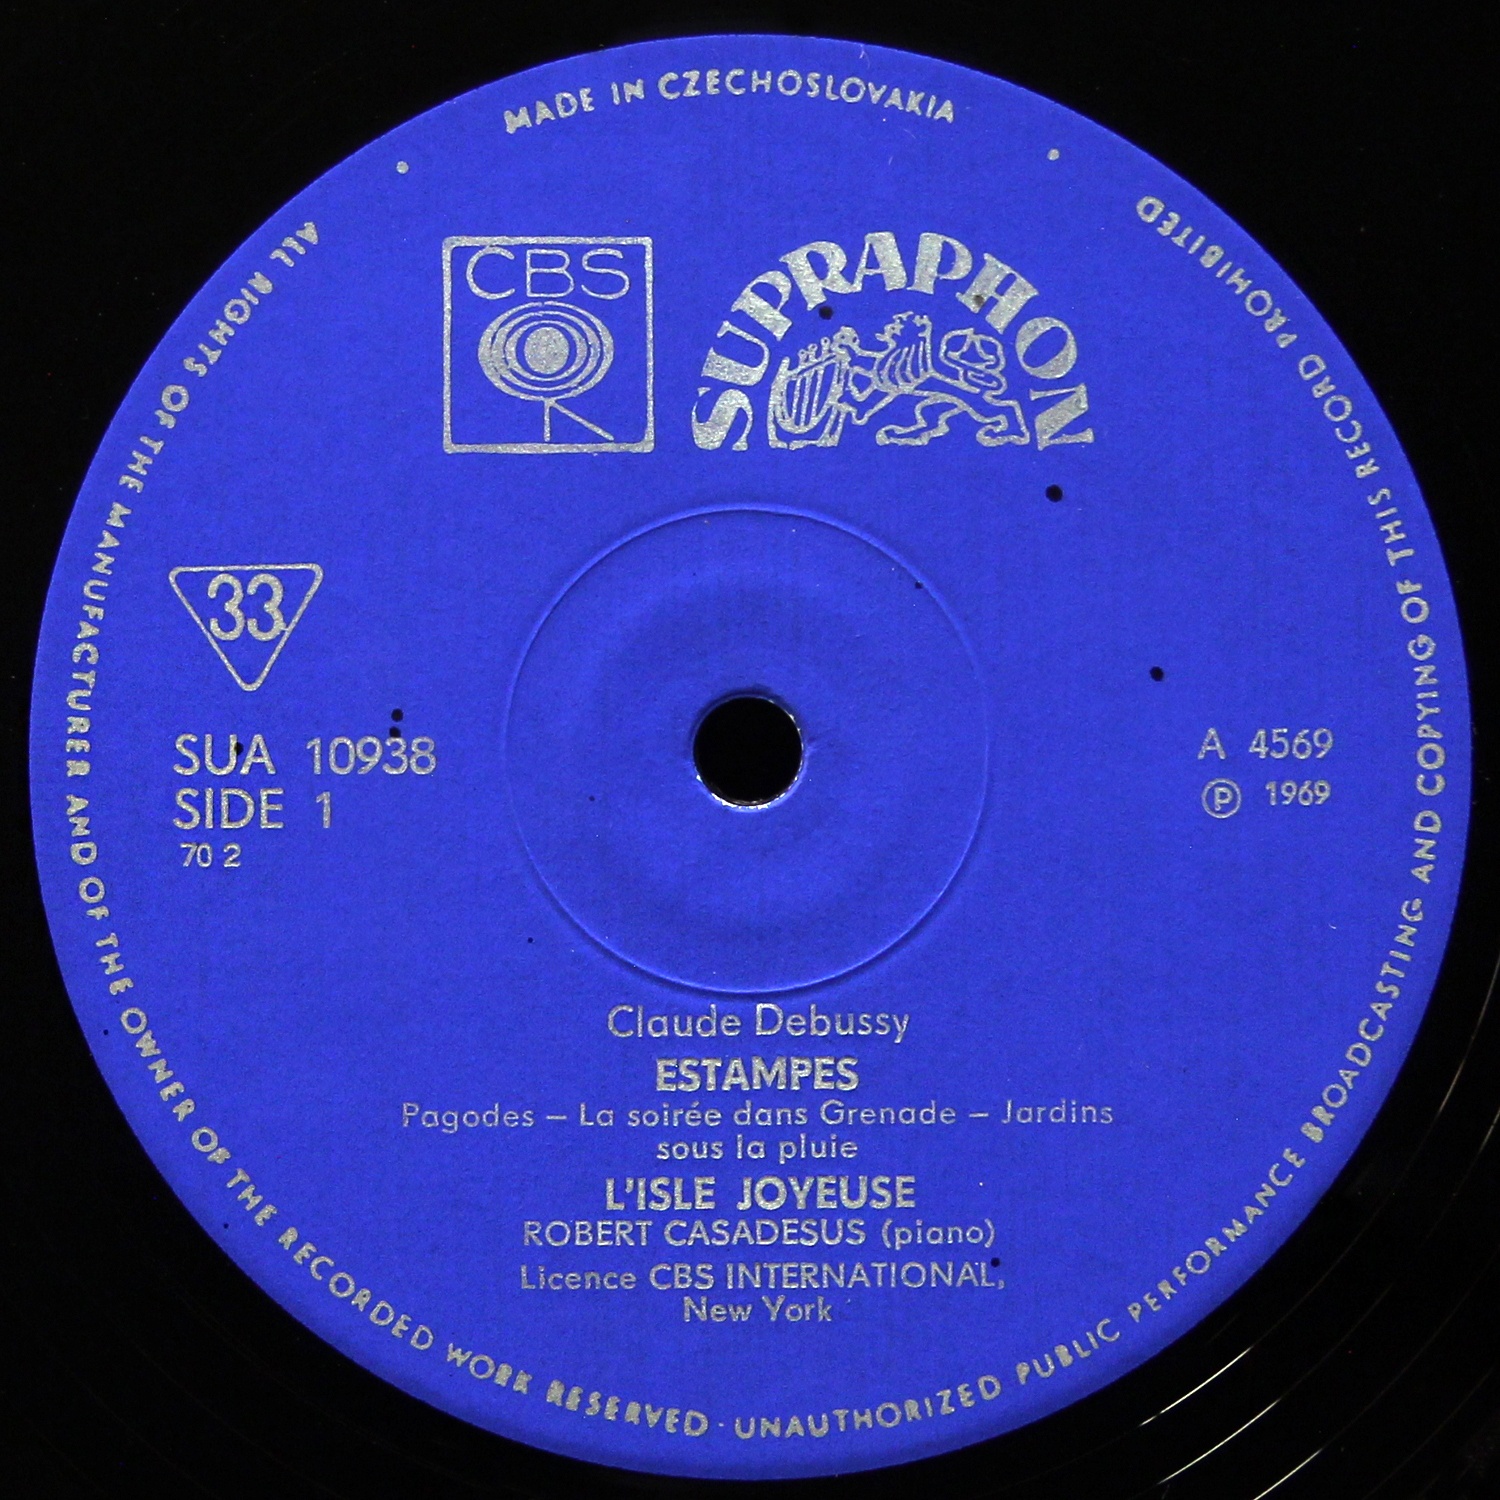 MADE IN CZECHOSLOVAKIA
CBS
SUPRAPHON
33
SUA 10938
SIDE 1
70 2
A 4569
Ⓟ 1969
Claude Debussy
ESTAMPES
Pagodes – La soirée dans Grenade – Jardins
sous la pluie
L'ISLE JOYEUSE
ROBERT CASADESUS (piano)
Licence CBS INTERNATIONAL,
New York
ALL RIGHTS OF THE MANUFACTURER AND OF THE OWNER OF THE RECORDED WORK RESERVED · UNAUTHORIZED PUBLIC PERFORMANCE BROADCASTING AND COPYING OF THIS RECORD PROHIBITED